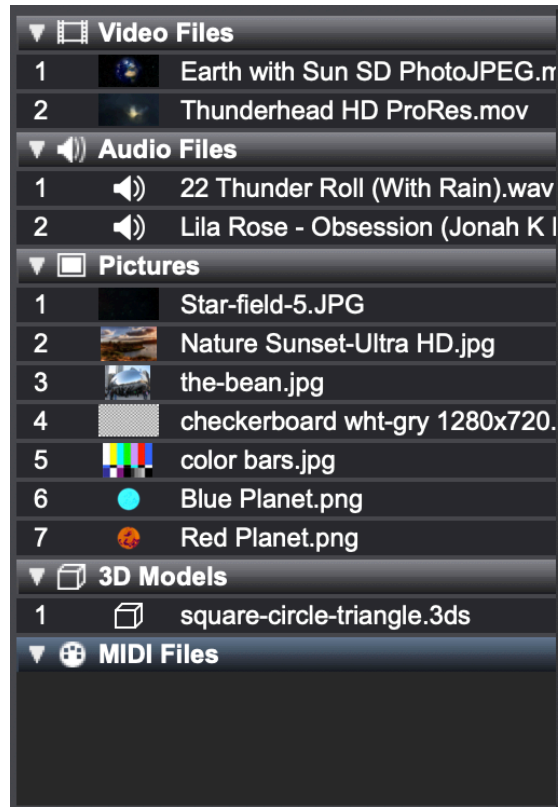 Video Files
1 Earth with Sun SD PhotoJPEG.m
2 Thunderhead HD ProRes.mov
Audio Files
1 22 Thunder Roll (With Rain).wav
2 Lila Rose - Obsession (Jonah K
Pictures
1 Star-field-5.JPG
2 Nature Sunset-Ultra HD.jpg
3 the-bean.jpg
4 checkerboard wht-gry 1280x720.
5 color bars.jpg
6 Blue Planet.png
7 Red Planet.png
3D Models
1 square-circle-triangle.3ds
MIDI Files